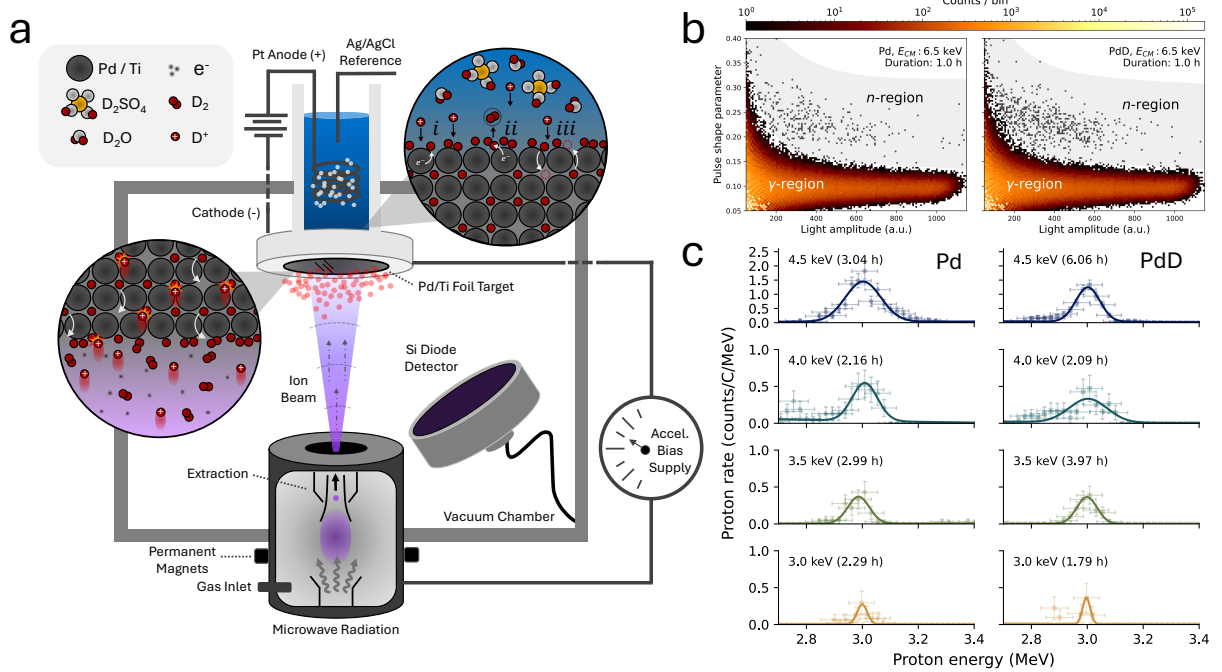 a
Pd / Ti
e⁻
D₂SO₄
D₂
D₂O
D⁺
Pt Anode (+)
Ag/AgCl
Reference
i
ii
iii
e⁻
e⁻
Cathode (-)
Pd/Ti Foil Target
Si Diode
Detector
Ion
Beam
Accel.
Bias
Supply
Extraction
Vacuum Chamber
Permanent
Magnets
Gas Inlet
Microwave Radiation
b
Counts / bin
10⁰ 10¹ 10² 10³ 10⁴ 10⁵
Pulse shape parameter
0.40
0.35
0.30
0.25
0.20
0.15
0.10
0.05
Pd, E_CM : 6.5 keV
Duration: 1.0 h
n-region
γ-region
200 400 600 800 1000
Light amplitude (a.u.)
PdD, E_CM : 6.5 keV
Duration: 1.0 h
n-region
γ-region
200 400 600 800 1000
Light amplitude (a.u.)
c
Proton rate (counts/C/MeV)
2.5
2.0
1.5
1.0
0.5
0.0
4.5 keV (3.04 h)
Pd
4.5 keV (6.06 h)
PdD
1.0
0.5
0.0
4.0 keV (2.16 h)
4.0 keV (2.09 h)
1.0
0.5
0.0
3.5 keV (2.99 h)
3.5 keV (3.97 h)
1.0
0.5
0.0
3.0 keV (2.29 h)
3.0 keV (1.79 h)
2.8 3.0 3.2 3.4
2.8 3.0 3.2 3.4
Proton energy (MeV)